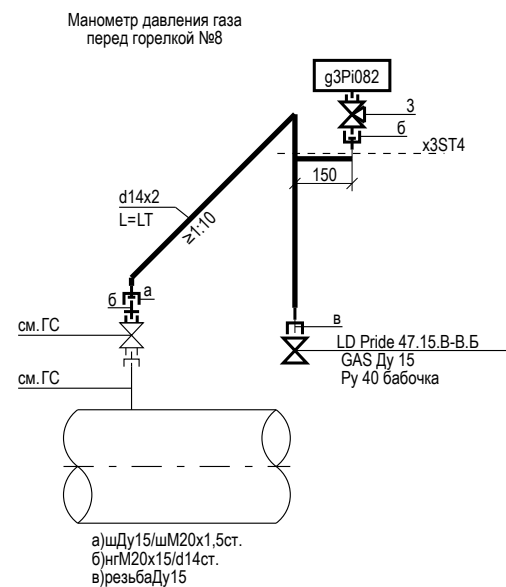 Манометр давления газа
перед горелкой №8
g3Pi082
3
б
x3ST4
150
d14x2
L=LT
≥1:10
а
б
см.ГС
в
LD Pride 47.15.В-В.Б
GAS Ду 15
Ру 40 бабочка
см.ГС
а)шДу15/шМ20х1,5ст.
б)нгМ20х15/d14ст.
в)резьбаДу15